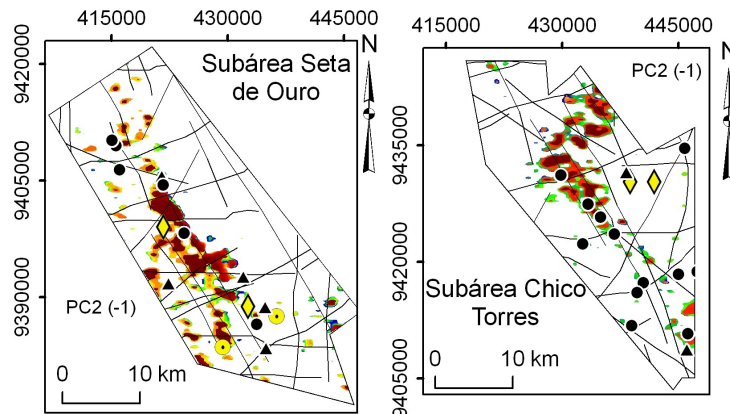 415000 430000 445000
9420000
9405000
9390000
Subárea Seta
de Ouro
N
PC2 (-1)
0 10 km
415000 430000 445000
9435000
9420000
9405000
N
PC2 (-1)
Subárea Chico
Torres
0 10 km